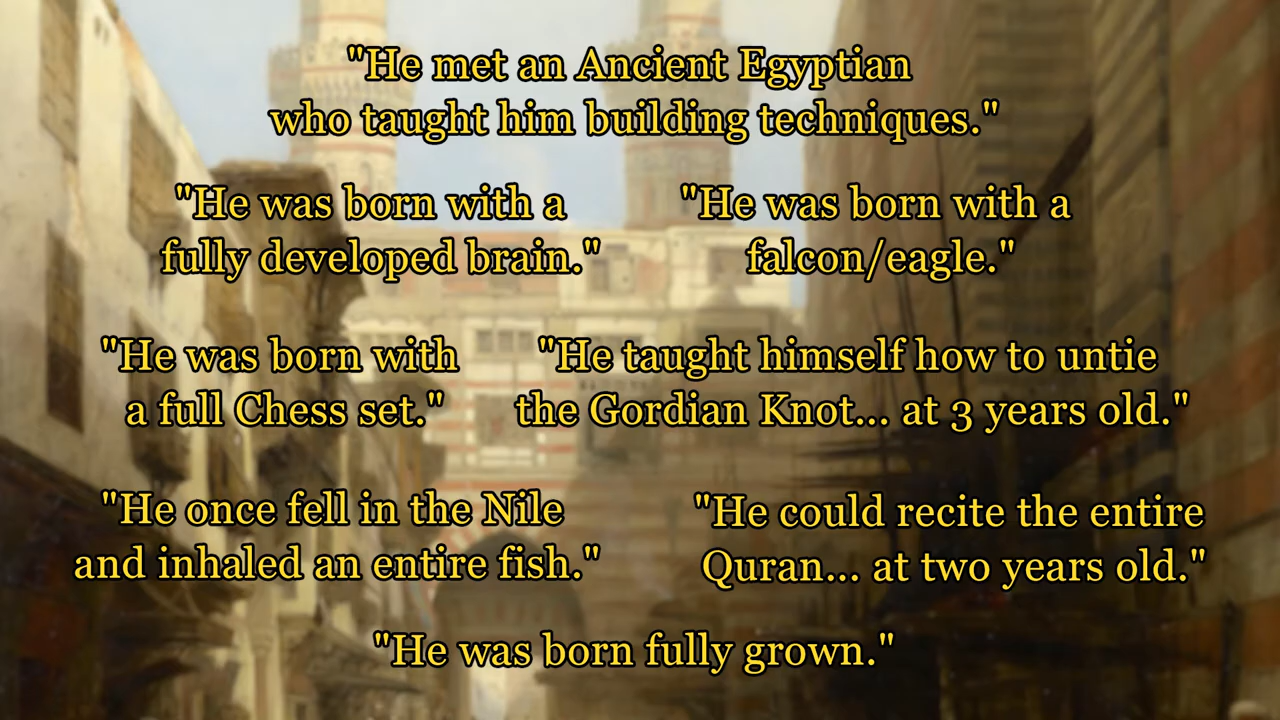 "He met an Ancient Egyptian
who taught him building techniques."
"He was born with a
fully developed brain."
"He was born with a
falcon/eagle."
"He was born with
a full Chess set."
"He taught himself how to untie
the Gordian Knot... at 3 years old."
"He once fell in the Nile
and inhaled an entire fish."
"He could recite the entire
Quran... at two years old."
"He was born fully grown."